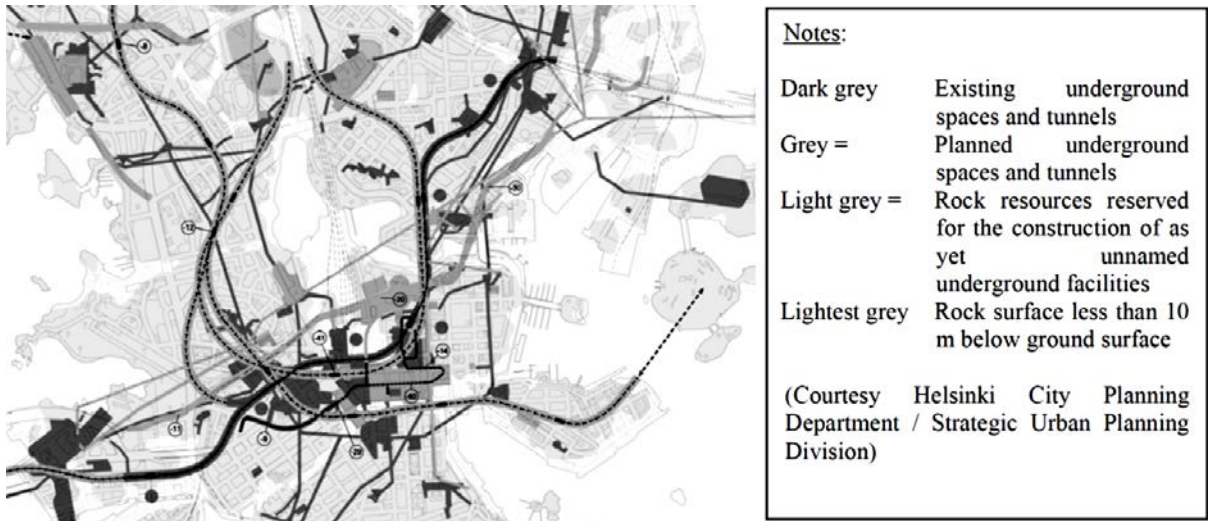 -12
-11
Notes:
Dark grey Existing underground
spaces and tunnels
Grey = Planned underground
spaces and tunnels
Light grey = Rock resources reserved
for the construction of as
yet unnamed
underground facilities
Lightest grey Rock surface less than 10
m below ground surface
(Courtesy Helsinki City Planning
Department / Strategic Urban Planning
Division)